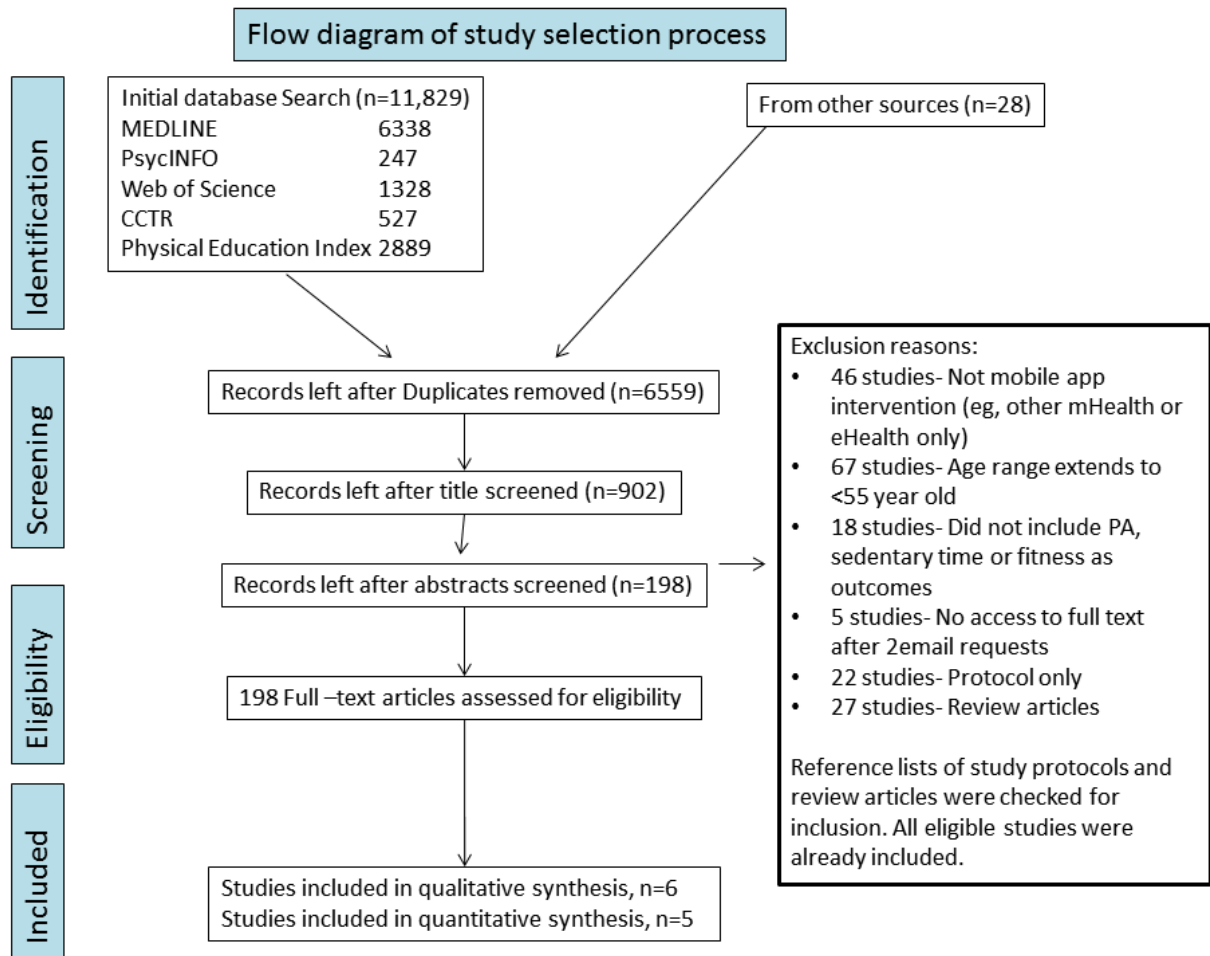 Flow diagram of study selection process
Identification
Initial database Search (n=11,829)
MEDLINE 6338
PsycINFO 247
Web of Science 1328
CCTR 527
Physical Education Index 2889
From other sources (n=28)
Screening
Records left after Duplicates removed (n=6559)
Records left after title screened (n=902)
Records left after abstracts screened (n=198)
Exclusion reasons:
• 46 studies- Not mobile app
intervention (eg, other mHealth or
eHealth only)
• 67 studies- Age range extends to
<55 year old
• 18 studies- Did not include PA,
sedentary time or fitness as
outcomes
• 5 studies- No access to full text
after 2email requests
• 22 studies- Protocol only
• 27 studies- Review articles
Reference lists of study protocols and
review articles were checked for
inclusion. All eligible studies were
already included.
Eligibility
198 Full –text articles assessed for eligibility
Included
Studies included in qualitative synthesis, n=6
Studies included in quantitative synthesis, n=5